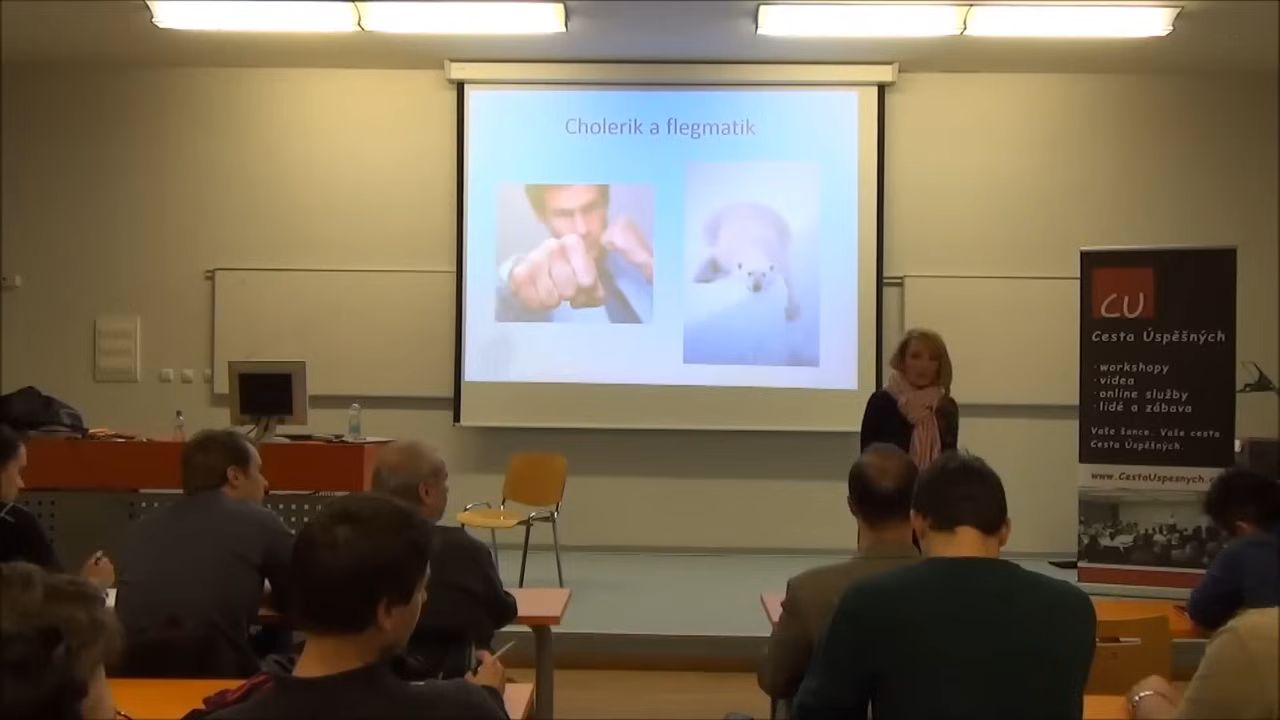 Cholerik a flegmatik
CU
Cesta Úspěšných
· workshopy
· videa
· online služby
· lidé a zábava
Vaše šance. Vaše cesta
Cesta Úspěšných.
www.CestaUspesnych.c